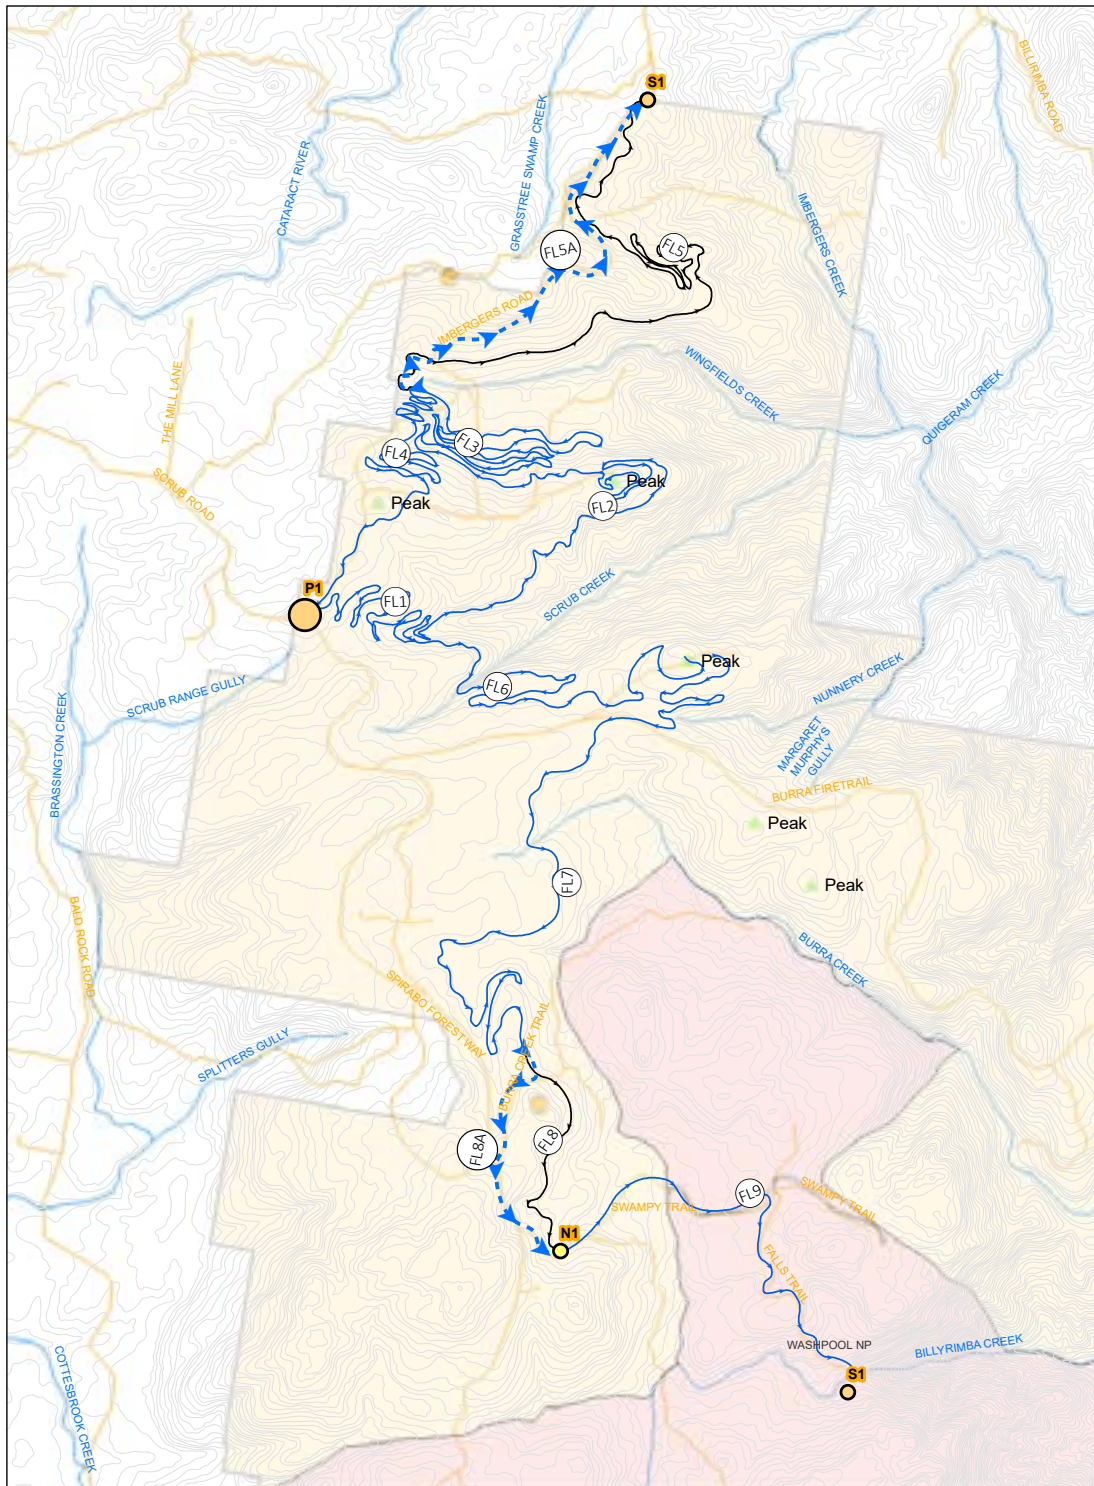 S1
BILLIRIMBA ROAD
CATARACT RIVER
GRASSTREE SWAMP CREEK
IMBERGERS CREEK
FL5A
FL5
IMBERGERS ROAD
WINGFIELDS CREEK
THE MILL LANE
QUIGERAM CREEK
FL3
FL4
SCRUB ROAD
Peak
Peak
FL2
P1
FL1
SCRUB CREEK
Peak
NUNNERY CREEK
FL6
SCRUB RANGE GULLY
BRASSINGTON CREEK
MARGARET
MURPHYS
GULLY
BURRA FIRETRAIL
Peak
FL7
Peak
BALD ROCK ROAD
BURRA CREEK
SPIRABO FOREST WAY
BURRA CREEK TRAIL
SPLITTERS GULLY
FL8A
FL8
FL9
SWAMPY TRAIL
SWAMPY TRAIL
N1
FALLS TRAIL
WASHPOOL NP
BILLYRIMBA CREEK
S1
COTTESBROOK CREEK